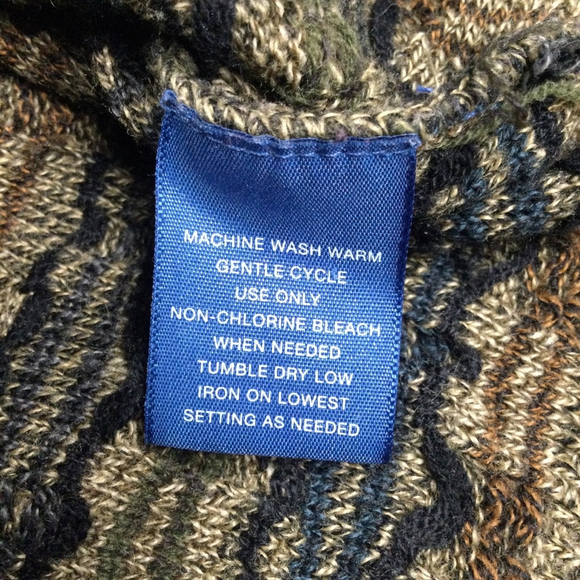 MACHINE WASH WARM
GENTLE CYCLE
USE ONLY
NON-CHLORINE BLEACH
WHEN NEEDED
TUMBLE DRY LOW
IRON ON LOWEST
SETTING AS NEEDED